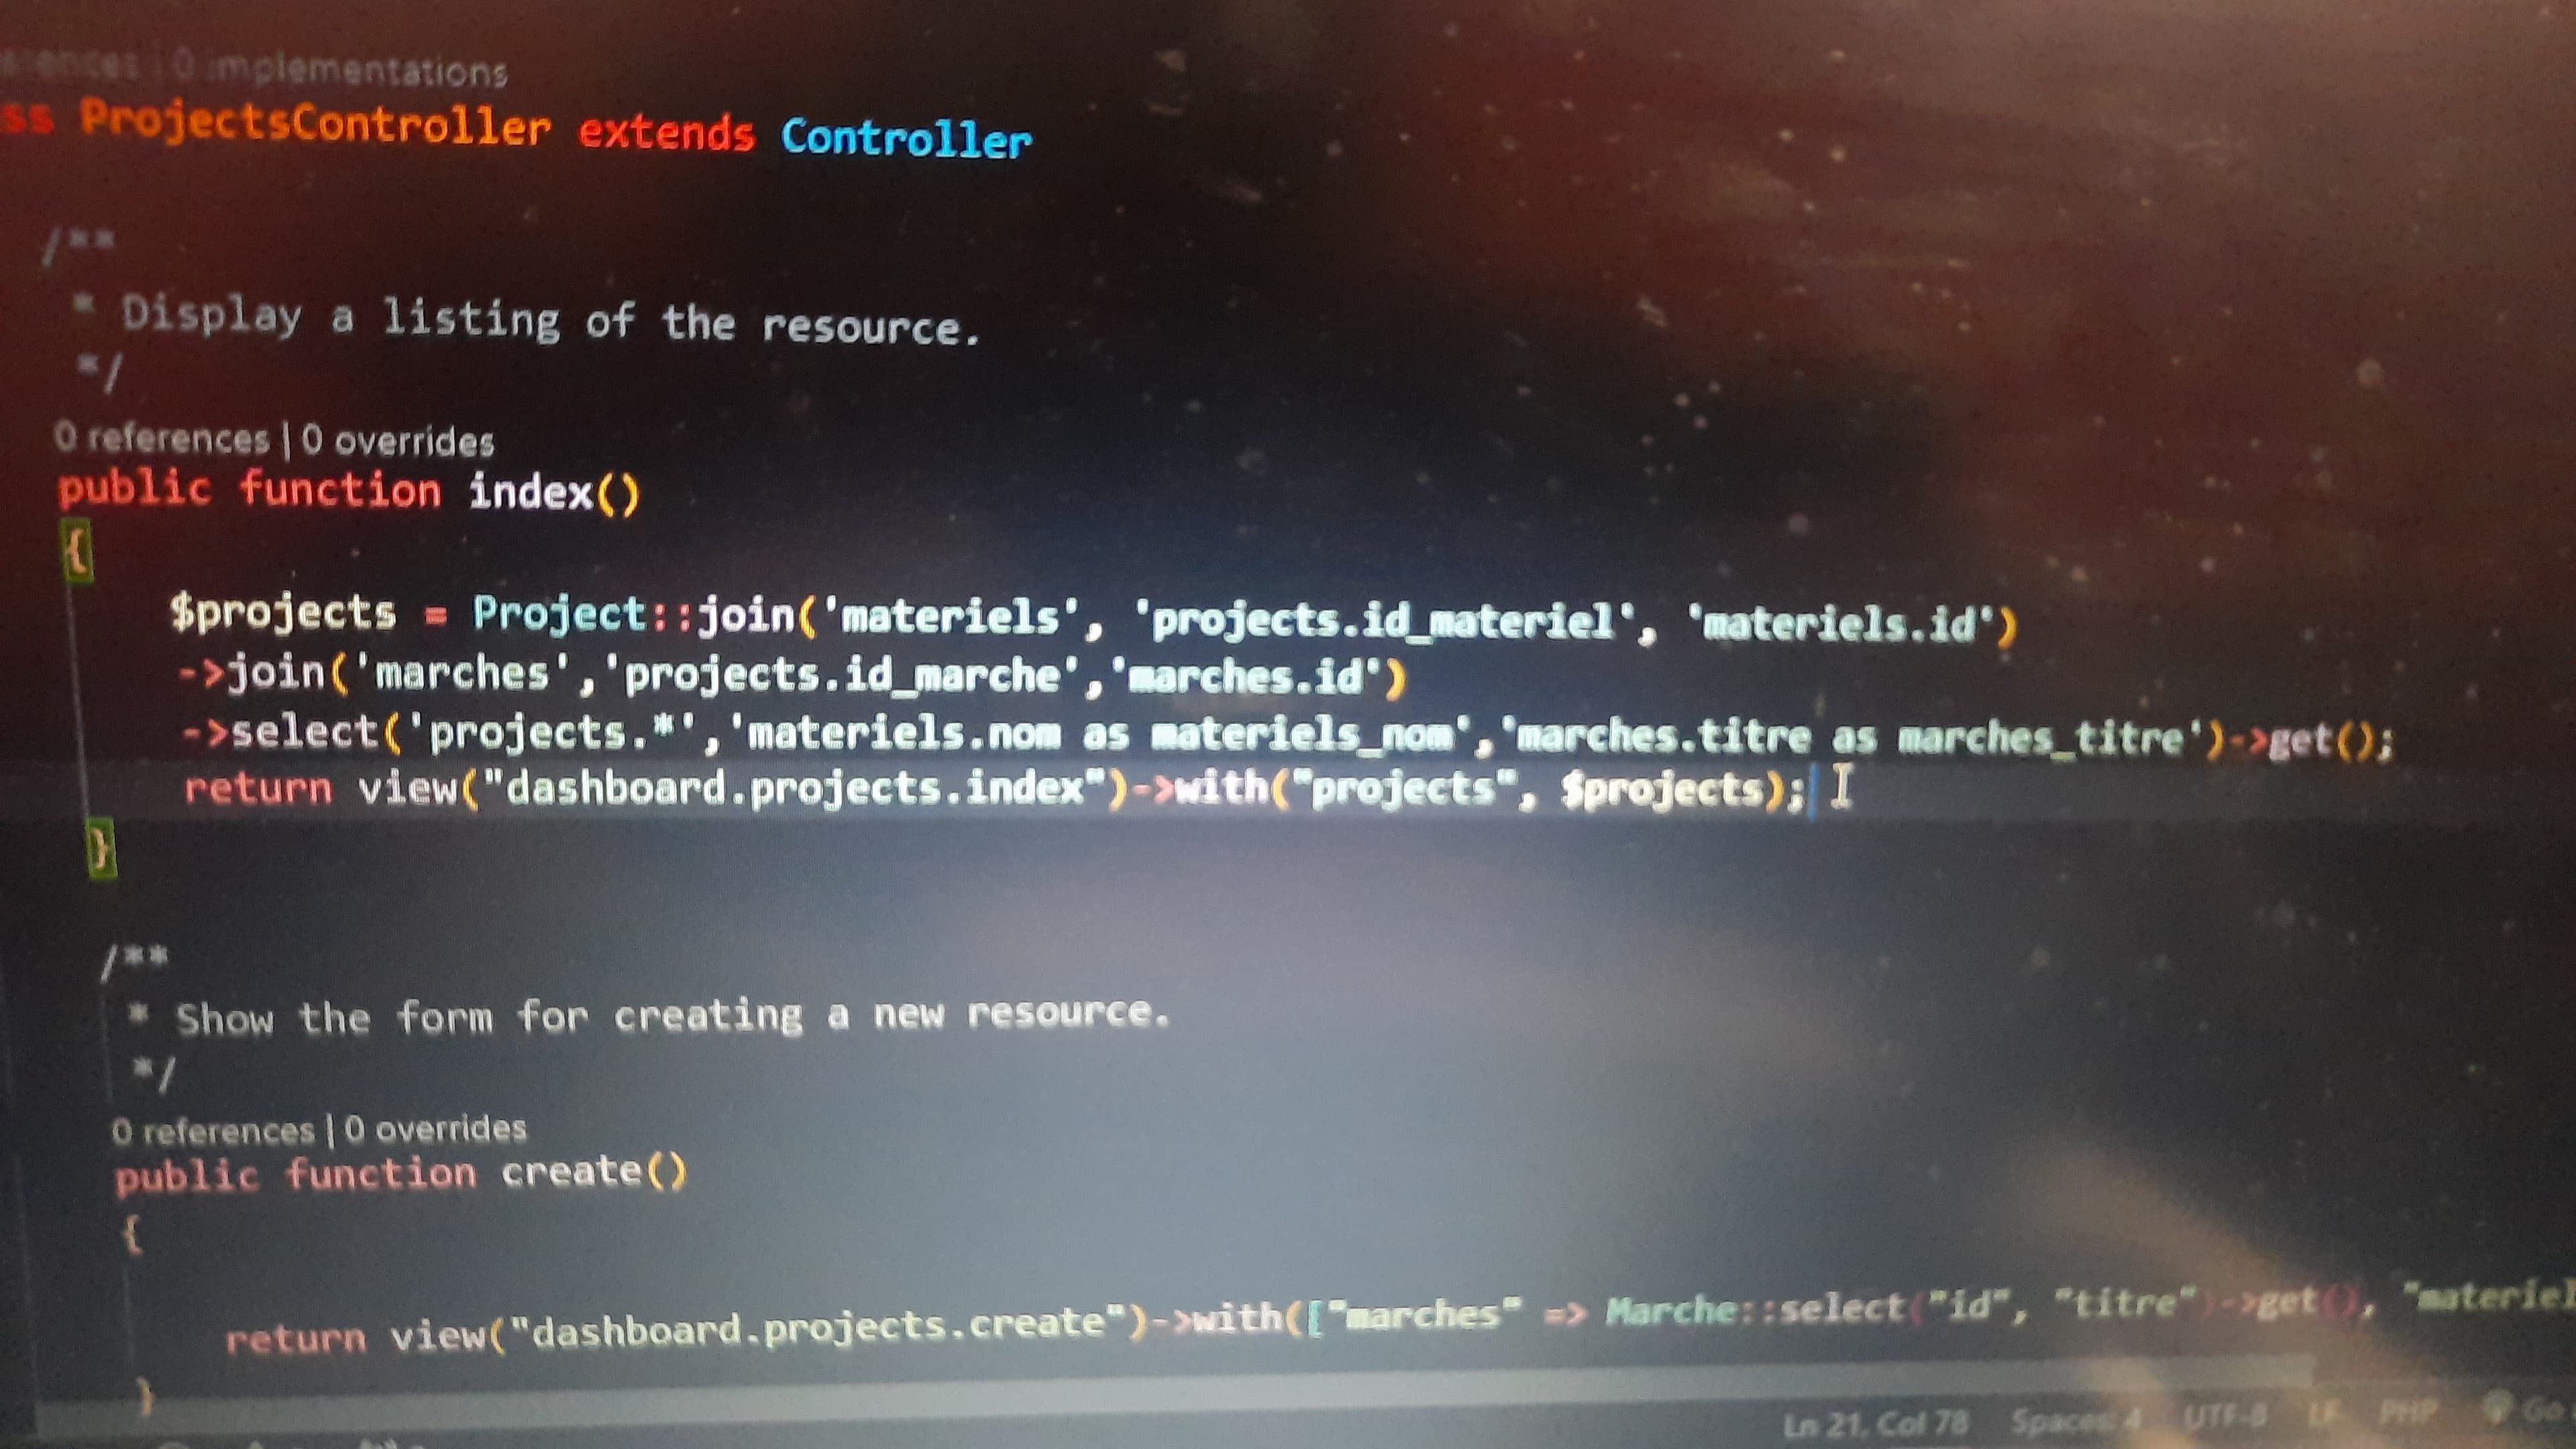 | 0 implementations
ss ProjectsController extends Controller
/**
* Display a listing of the resource.
*/
0 references | 0 overrides
public function index()
{
$projects = Project::join('materiels', 'projects.id_materiel', 'materiels.id')
->join('marches','projects.id_marche','marches.id')
->select('projects.*','materiels.nom as materiels_nom','marches.titre as marches_titre')->get();
return view("dashboard.projects.index")->with("projects", $projects);
}
/**
* Show the form for creating a new resource.
*/
0 references | 0 overrides
public function create()
{
return view("dashboard.projects.create")->with(["marches" => Marche::select("id", "titre")->get(), "materiel
}
Ln 21, Col 78 Spaces: 4 UTF-8 LF PHP Go